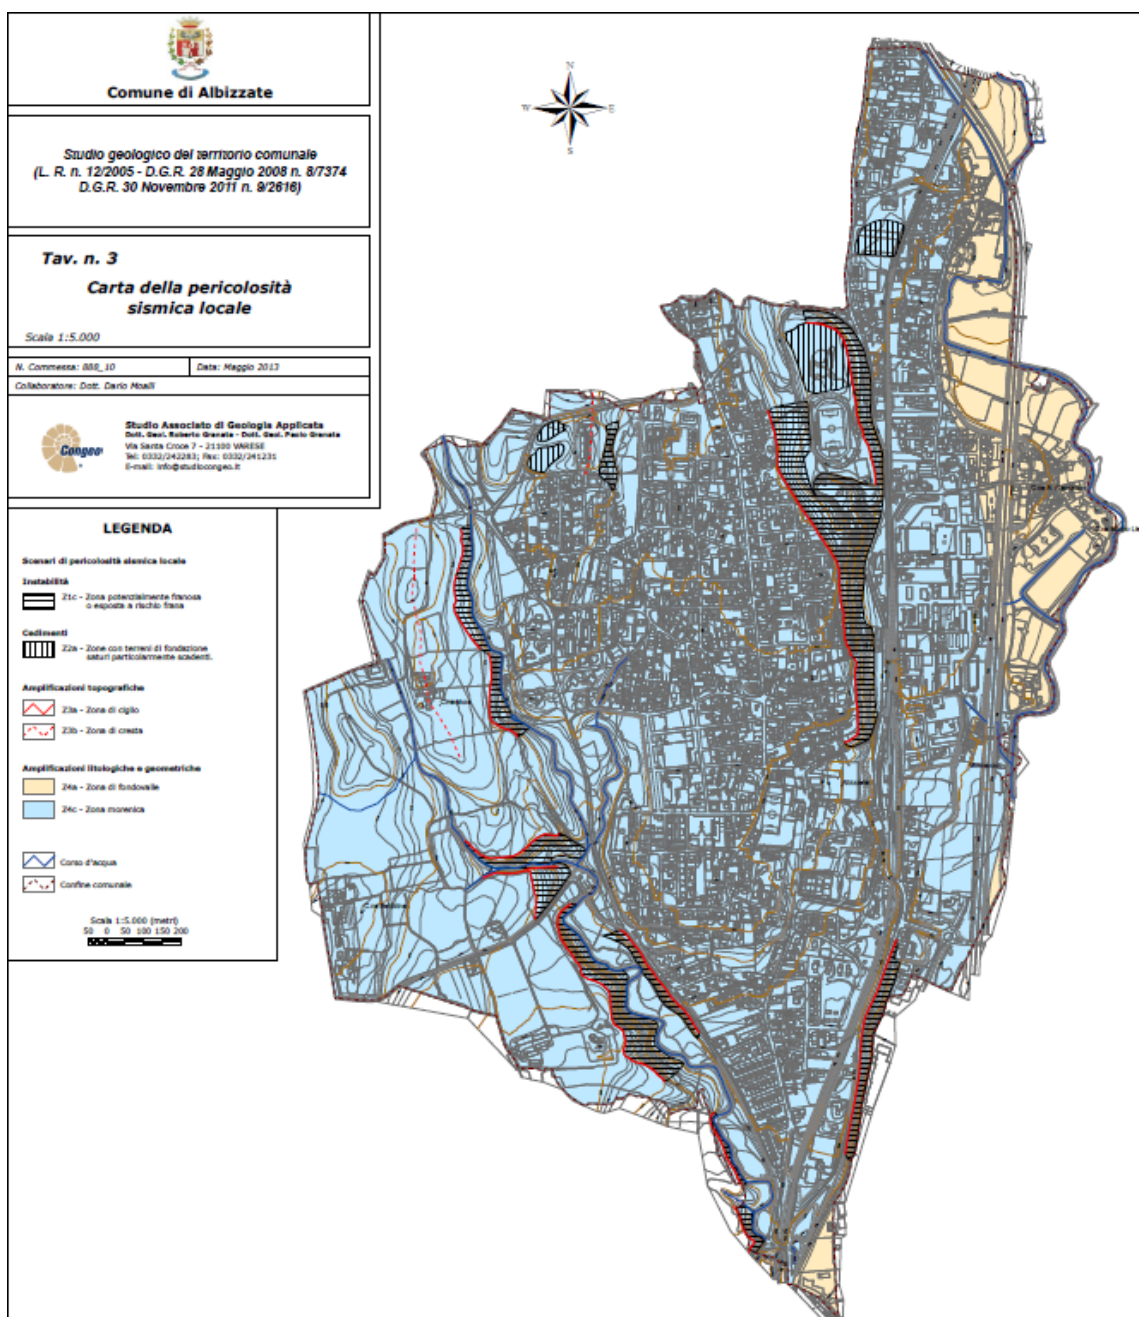 Comune di Albizzate
Studio geologico del territorio comunale
(L. R. n. 12/2005 - D.G.R. 28 Maggio 2008 n. 8/7374
D.G.R. 30 Novembre 2011 n. 9/2616)
Tav. n. 3
Carta della pericolosità
sismica locale
Scala 1:5.000
N. Commessa: 888_10
Data: Maggio 2013
Collaboratore: Dott. Dario Moalli
Congeo
Studio Associato di Geologia Applicata
Dott. Geol. Roberto Granata - Dott. Geol. Paolo Granata
Via Santa Croce 7 - 21100 VARESE
Tel: 0332/242283; Fax: 0332/241231
E-mail: info@studiocongeo.it
LEGENDA
Scenari di pericolosità sismica locale
Instabilità
Z1c - Zona potenzialmente franosa
o esposta a rischio frana
Cedimenti
Z2a - Zone con terreni di fondazione
saturi particolarmente scadenti.
Amplificazioni topografiche
Z3a - Zona di ciglio
Z3b - Zona di cresta
Amplificazioni litologiche e geometriche
Z4a - Zona di fondovalle
Z4c - Zona morenica
Corso d'acqua
Confine comunale
Scala 1:5.000 (metri)
50 0 50 100 150 200
N
W
E
S